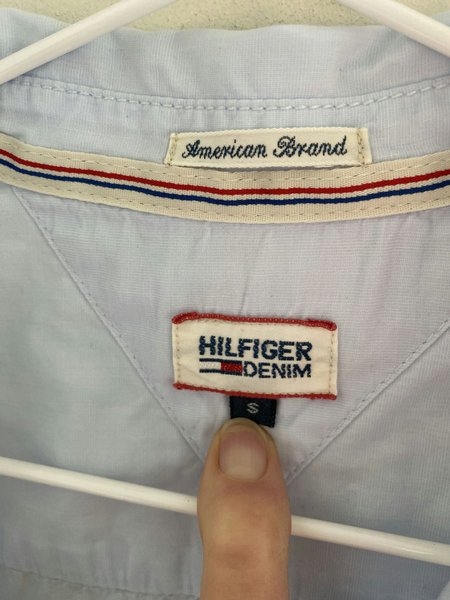 American Brand
HILFIGER
DENIM
S